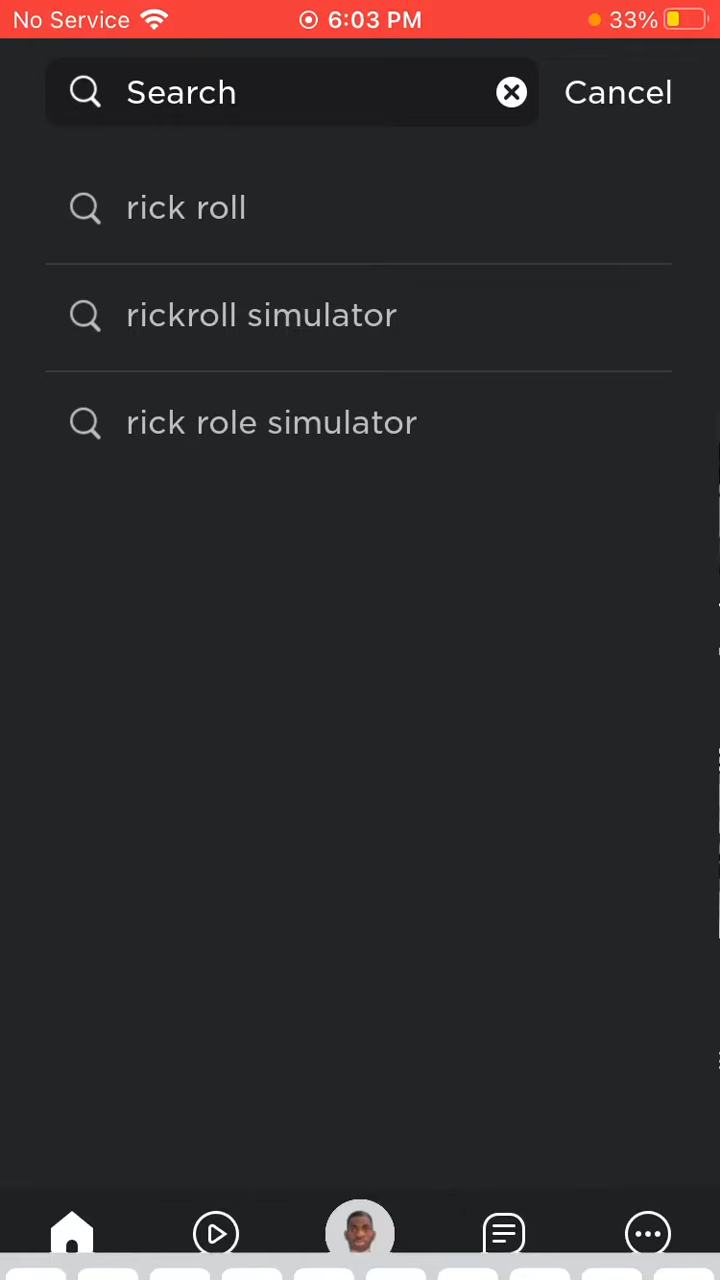 No Service 6:03 PM 33%
Search Cancel
rick roll
rickroll simulator
rick role simulator